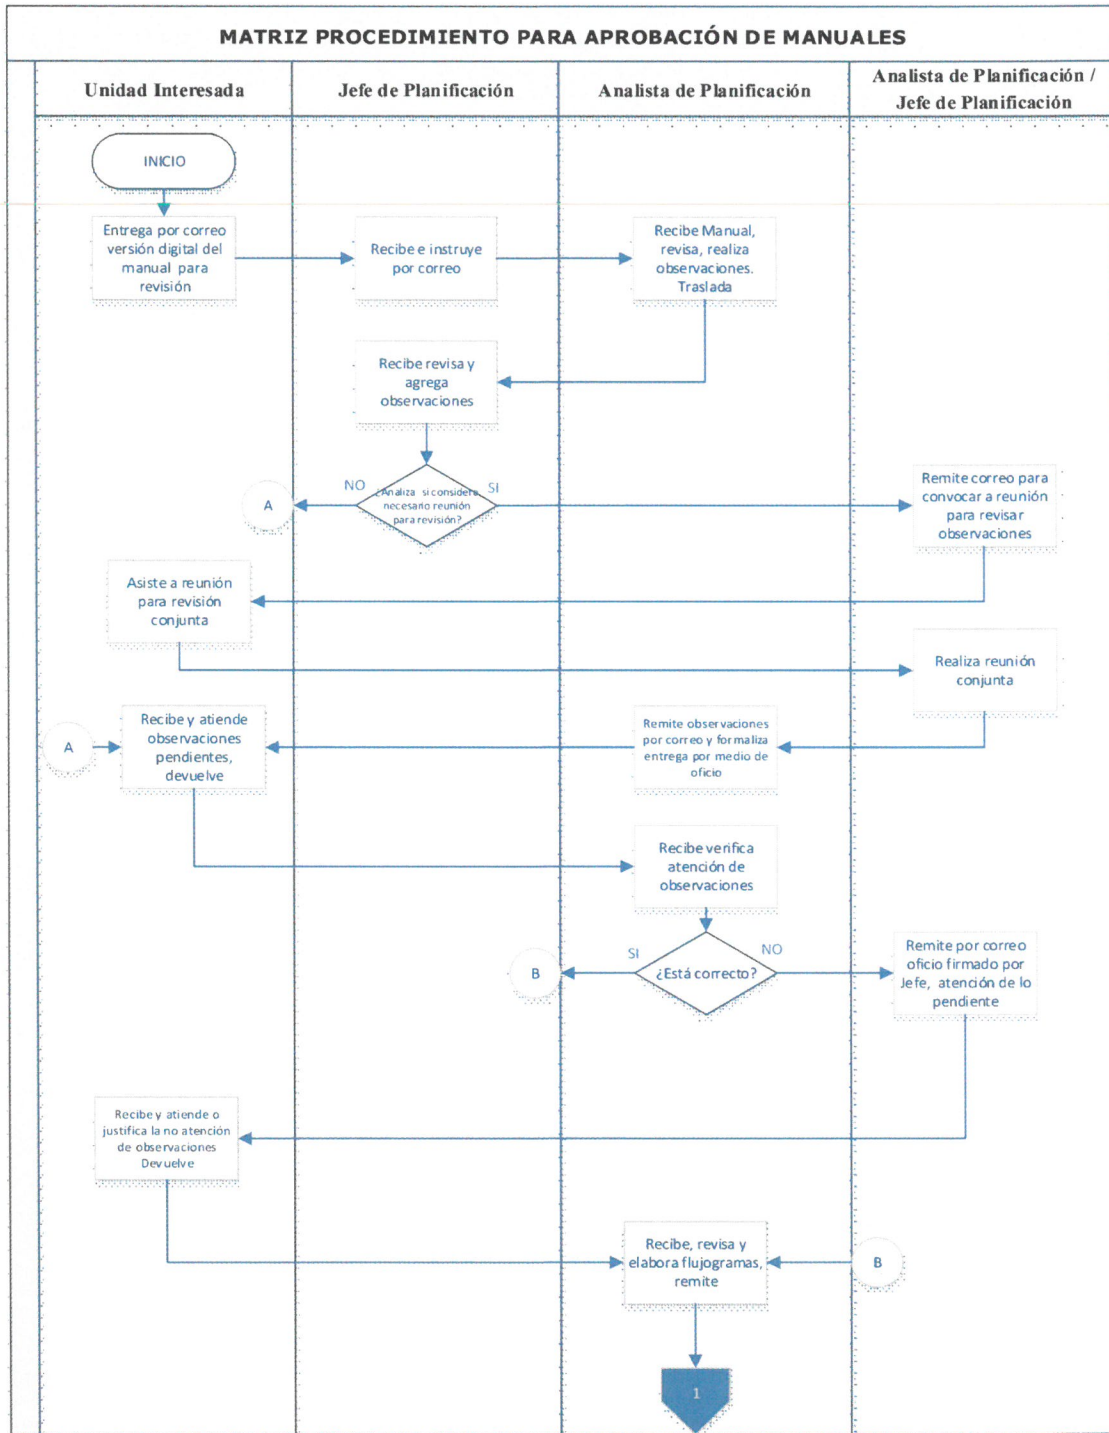 MATRIZ PROCEDIMIENTO PARA APROBACIÓN DE MANUALES
Unidad Interesada
Jefe de Planificación
Analista de Planificación
Analista de Planificación /
Jefe de Planificación
INICIO
Entrega por correo
versión digital del
manual para
revisión
Recibe e instruye
por correo
Recibe Manual,
revisa, realiza
observaciones.
Traslada
Recibe revisa y
agrega
observaciones
NO
¿Analiza si considera
necesario reunión
para revisión?
SI
A
Remite correo para
convocar a reunión
para revisar
observaciones
Asiste a reunión
para revisión
conjunta
Realiza reunión
conjunta
A
Recibe y atiende
observaciones
pendientes,
devuelve
Remite observaciones
por correo y formaliza
entrega por medio de
oficio
Recibe verifica
atención de
observaciones
SI
¿Está correcto?
NO
B
Remite por correo
oficio firmado por
Jefe, atención de lo
pendiente
Recibe y atiende o
justifica la no atención
de observaciones
Devuelve
Recibe, revisa y
elabora flujogramas,
remite
B
1